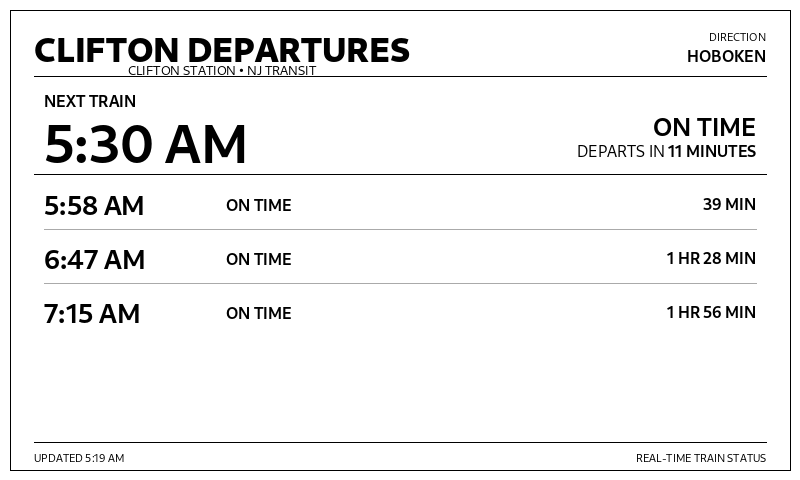 CLIFTON DEPARTURES
CLIFTON STATION • NJ TRANSIT
DIRECTION
HOBOKEN
NEXT TRAIN
5:30 AM
ON TIME
DEPARTS IN 11 MINUTES
5:58 AM ON TIME 39 MIN
6:47 AM ON TIME 1 HR 28 MIN
7:15 AM ON TIME 1 HR 56 MIN
UPDATED 5:19 AM
REAL-TIME TRAIN STATUS